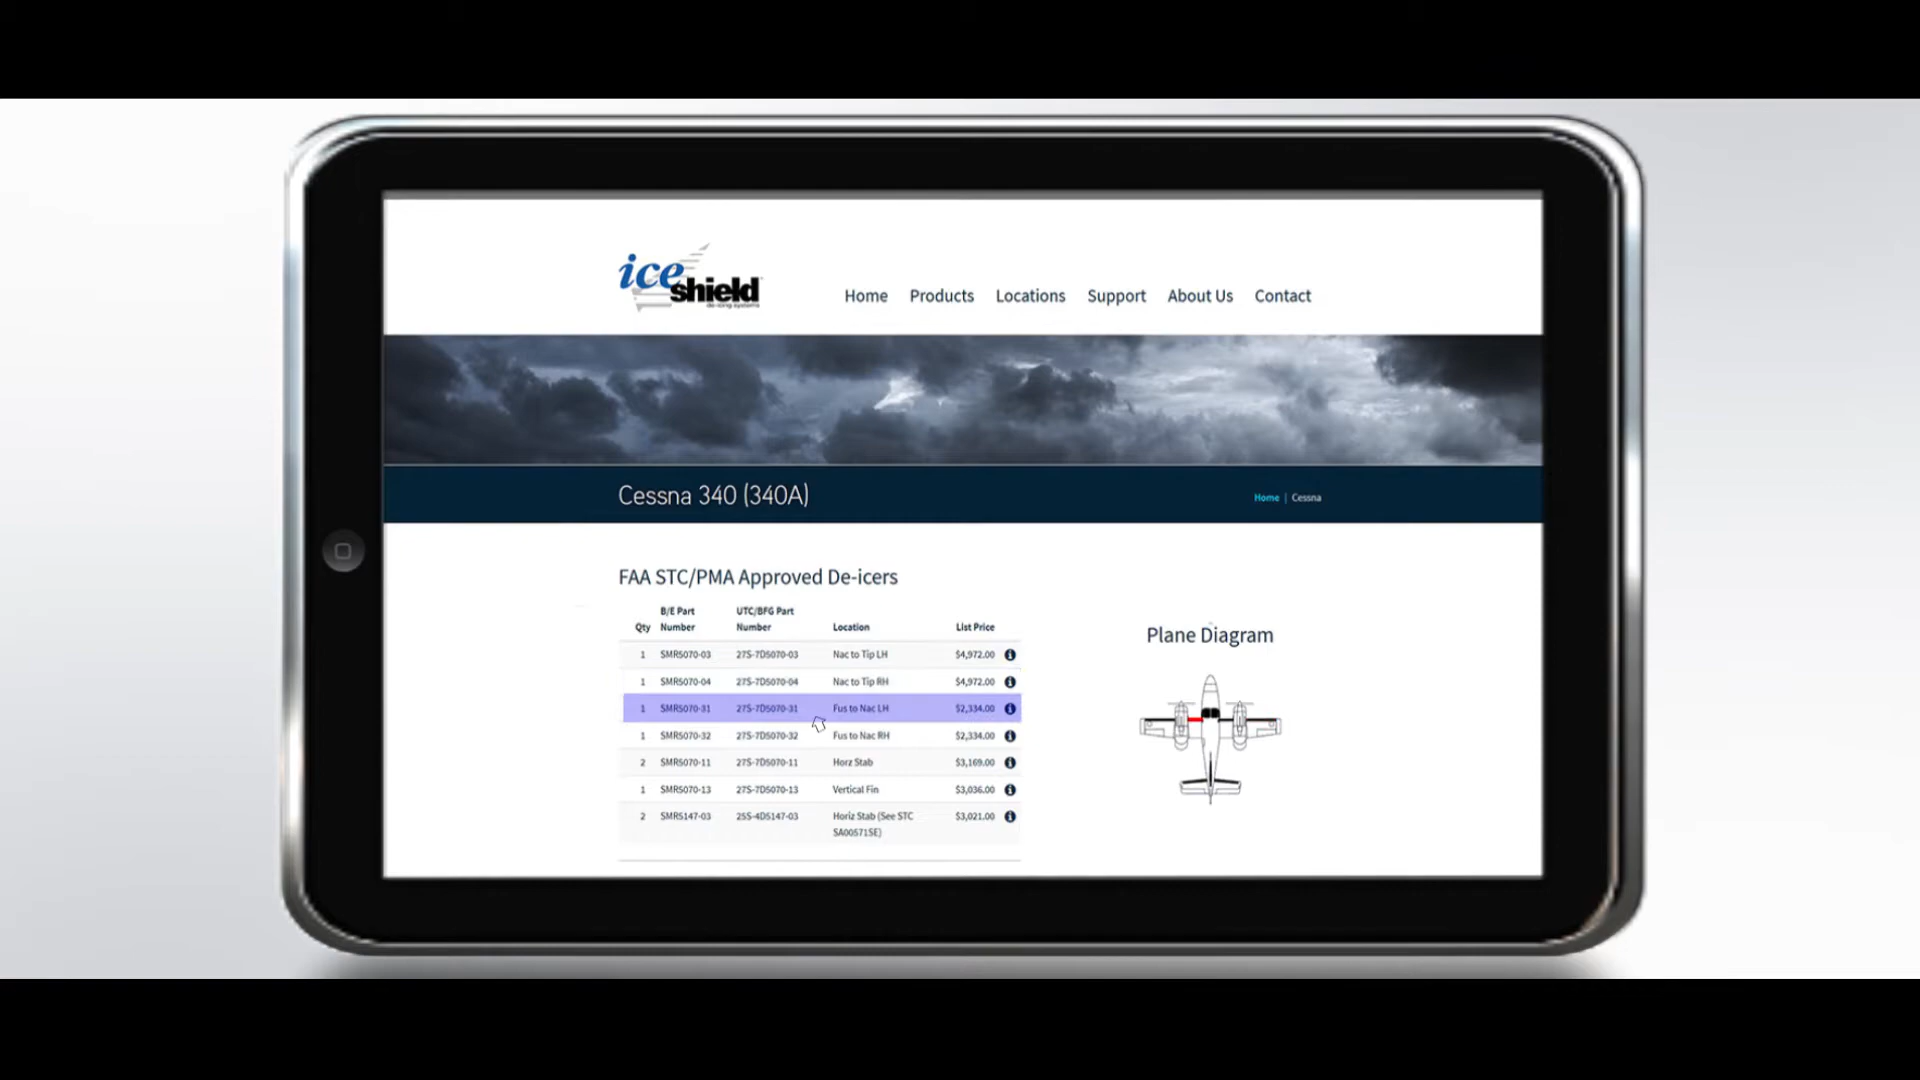 ice
shield
de-icing systems
Home Products Locations Support About Us Contact
Cessna 340 (340A)
Home | Cessna
FAA STC/PMA Approved De-icers
Qty B/E Part Number UTC/BFG Part Number Location List Price
1 SMR5070-03 27S-7D5070-03 Nac to Tip LH $4,972.00
1 SMR5070-04 27S-7D5070-04 Nac to Tip RH $4,972.00
1 SMR5070-31 27S-7D5070-31 Fus to Nac LH $2,334.00
1 SMR5070-32 27S-7D5070-32 Fus to Nac RH $2,334.00
2 SMR5070-11 27S-7D5070-11 Horz Stab $3,169.00
1 SMR5070-13 27S-7D5070-13 Vertical Fin $3,036.00
2 SMR5147-03 25S-4D5147-03 Horiz Stab (See STC $3,021.00
SA00571SE)
Plane Diagram